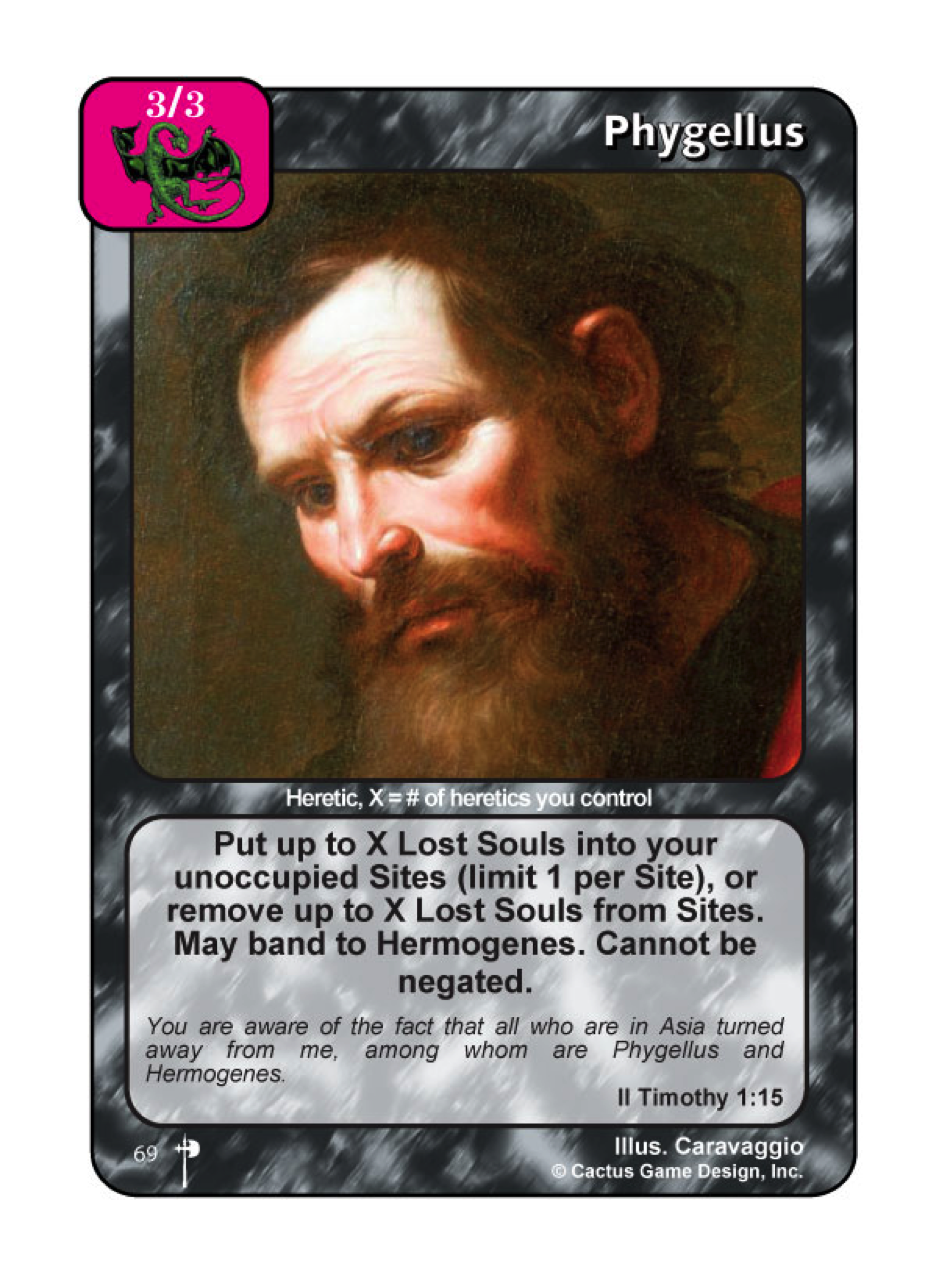 3/3
Phygellus
Heretic, X = # of heretics you control
Put up to X Lost Souls into your
unoccupied Sites (limit 1 per Site), or
remove up to X Lost Souls from Sites.
May band to Hermogenes. Cannot be
negated.
You are aware of the fact that all who are in Asia turned
away from me, among whom are Phygellus and
Hermogenes.
II Timothy 1:15
69
Illus. Caravaggio
© Cactus Game Design, Inc.